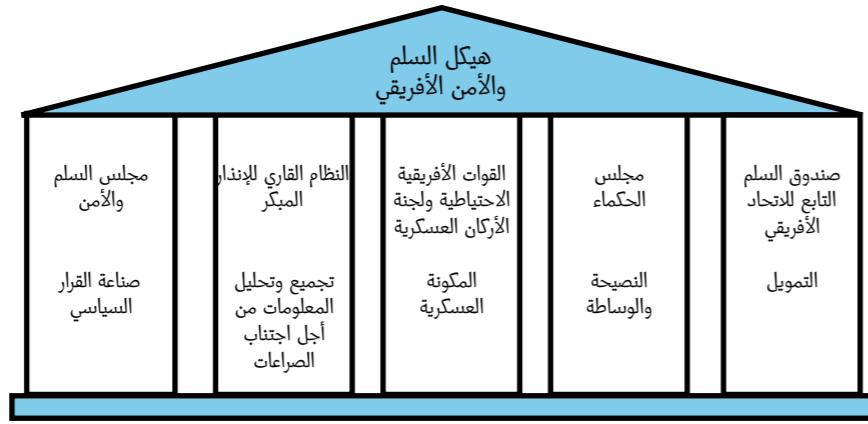 هيكل السلم
والأمن الأفريقي
صندوق السلم
التابع للاتحاد
الأفريقي
التمويل
مجلس
الحكماء
النصيحة
والوساطة
القوات الأفريقية
الاحتياطية ولجنة
الأركان العسكرية
المكونة
العسكرية
النظام القاري للإنذار
المبكر
تجميع وتحليل
المعلومات من
أجل اجتناب
الصراعات
مجلس السلم
والأمن
صناعة القرار
السياسي